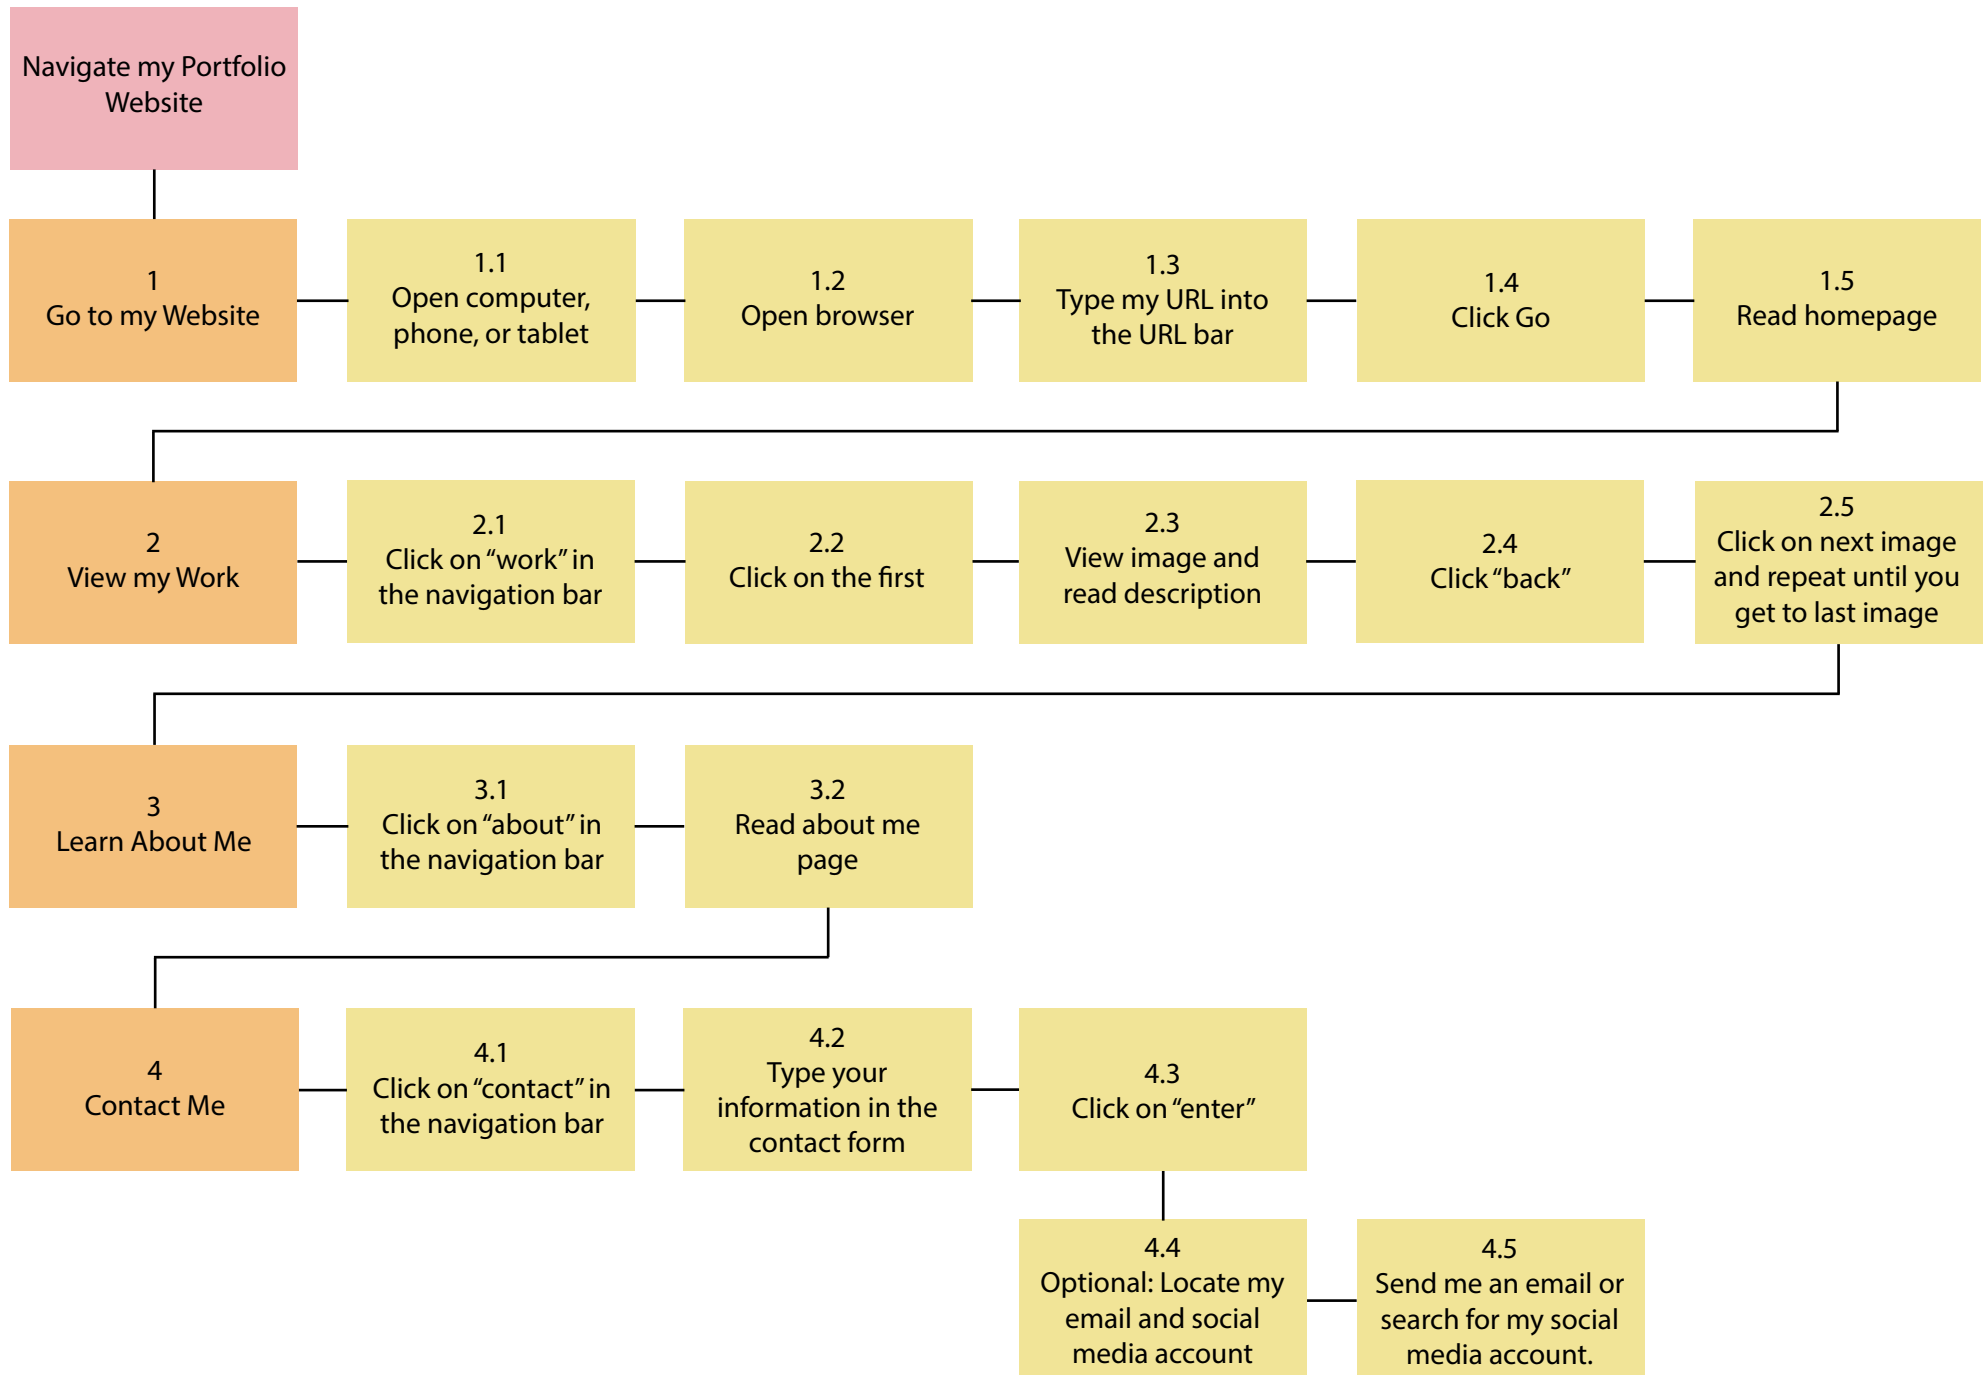 Navigate my Portfolio
Website
1
Go to my Website
1.1
Open computer,
phone, or tablet
1.2
Open browser
1.3
Type my URL into
the URL bar
1.4
Click Go
1.5
Read homepage
2
View my Work
2.1
Click on “work” in
the navigation bar
2.2
Click on the first
2.3
View image and
read description
2.4
Click “back”
2.5
Click on next image
and repeat until you
get to last image
3
Learn About Me
3.1
Click on “about” in
the navigation bar
3.2
Read about me
page
4
Contact Me
4.1
Click on “contact” in
the navigation bar
4.2
Type your
information in the
contact form
4.3
Click on “enter”
4.4
Optional: Locate my
email and social
media account
4.5
Send me an email or
search for my social
media account.